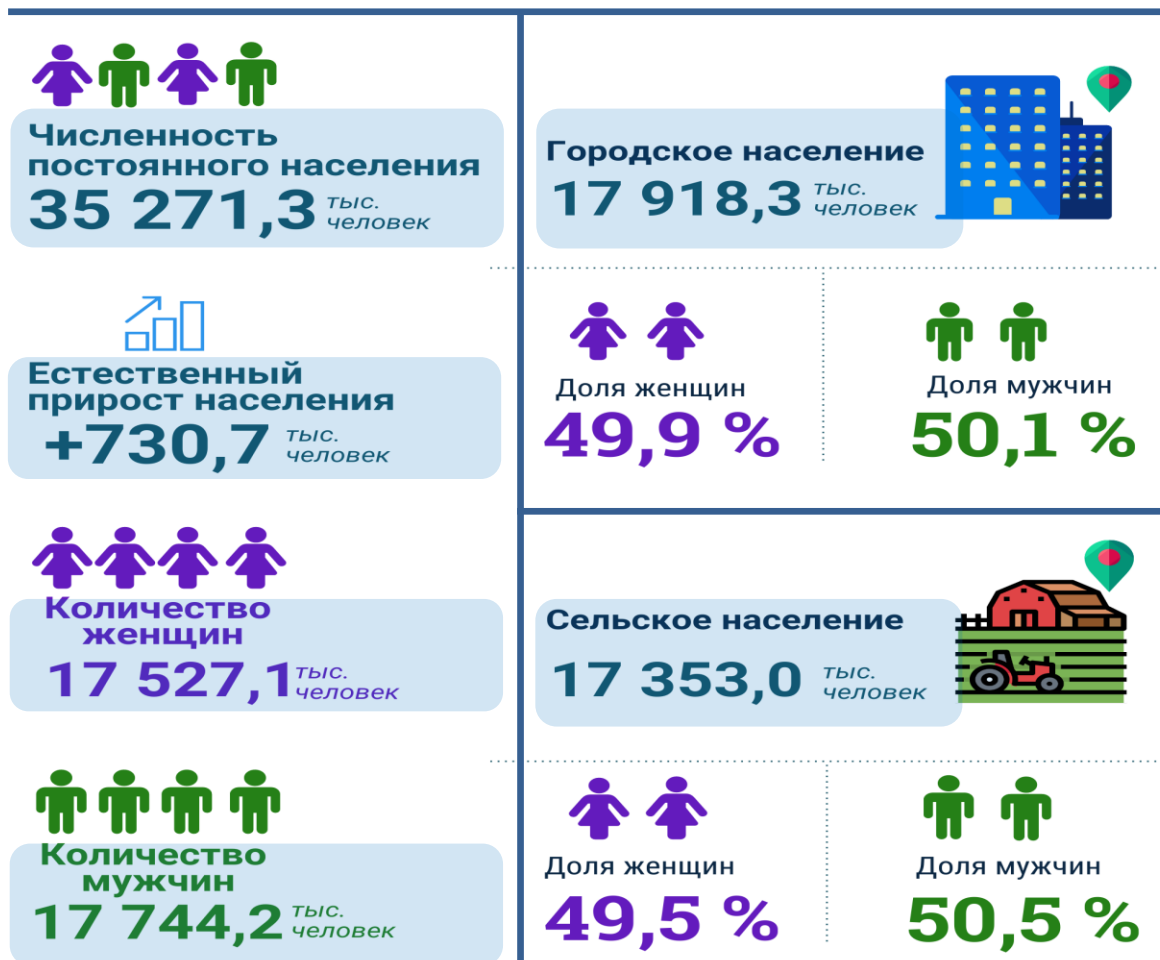 Численность
постоянного населения
35 271,3 тыс.
человек
Естественный
прирост населения
+730,7 тыс.
человек
Количество
женщин
17 527,1 тыс.
человек
Количество
мужчин
17 744,2 тыс.
человек
Городское население
17 918,3 тыс.
человек
Доля женщин
49,9 %
Доля мужчин
50,1 %
Сельское население
17 353,0 тыс.
человек
Доля женщин
49,5 %
Доля мужчин
50,5 %